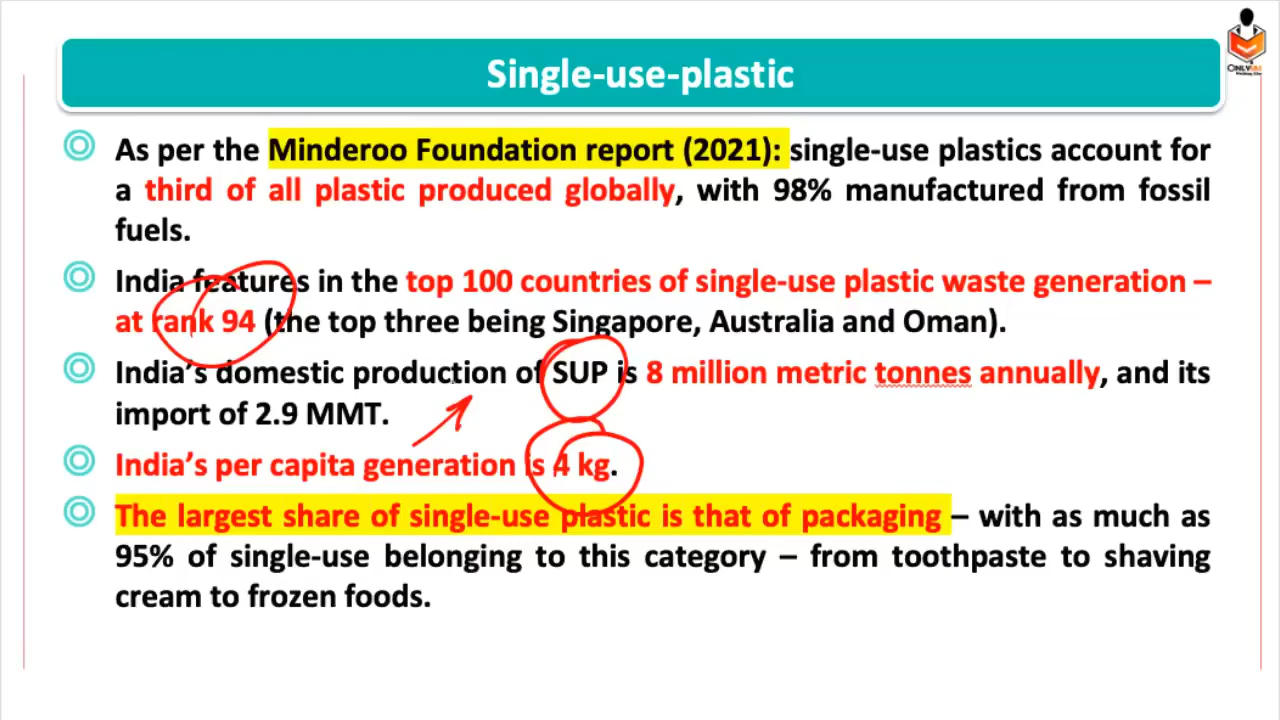 Single-use-plastic
As per the Minderoo Foundation report (2021): single-use plastics account for
a third of all plastic produced globally, with 98% manufactured from fossil
fuels.
India features in the top 100 countries of single-use plastic waste generation –
at rank 94 (the top three being Singapore, Australia and Oman).
India's domestic production of SUP is 8 million metric tonnes annually, and its
import of 2.9 MMT.
India's per capita generation is 4 kg.
The largest share of single-use plastic is that of packaging – with as much as
95% of single-use belonging to this category – from toothpaste to shaving
cream to frozen foods.